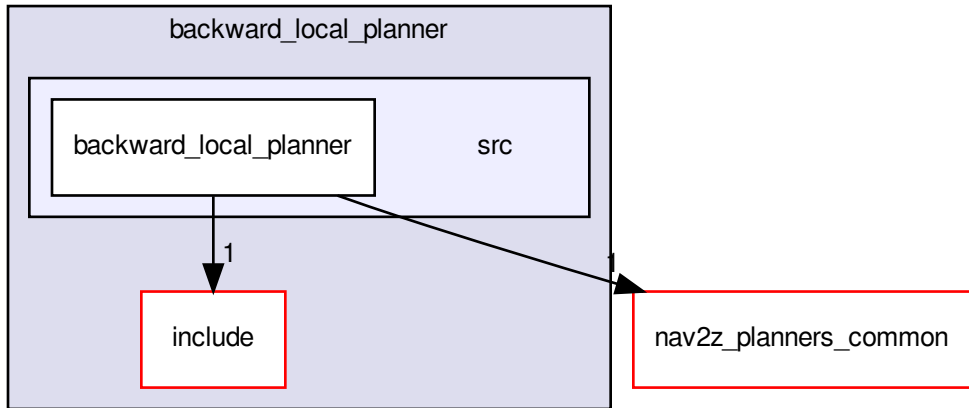 backward_local_planner
backward_local_planner
src
1
1
include
nav2z_planners_common